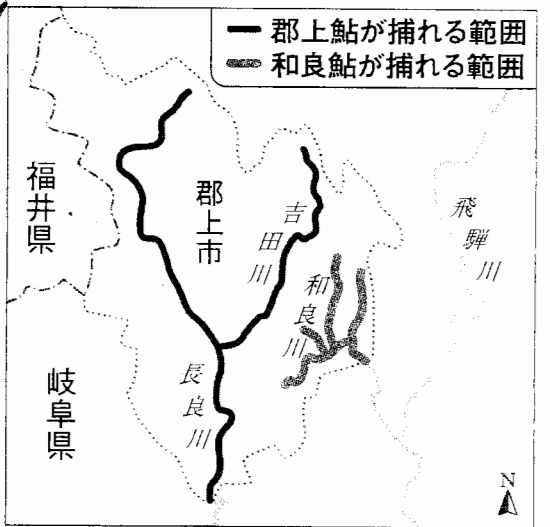 郡上鮎が捕れる範囲
和良鮎が捕れる範囲
福井県
郡上市
吉田川
飛騨川
和良川
長良川
岐阜県
N